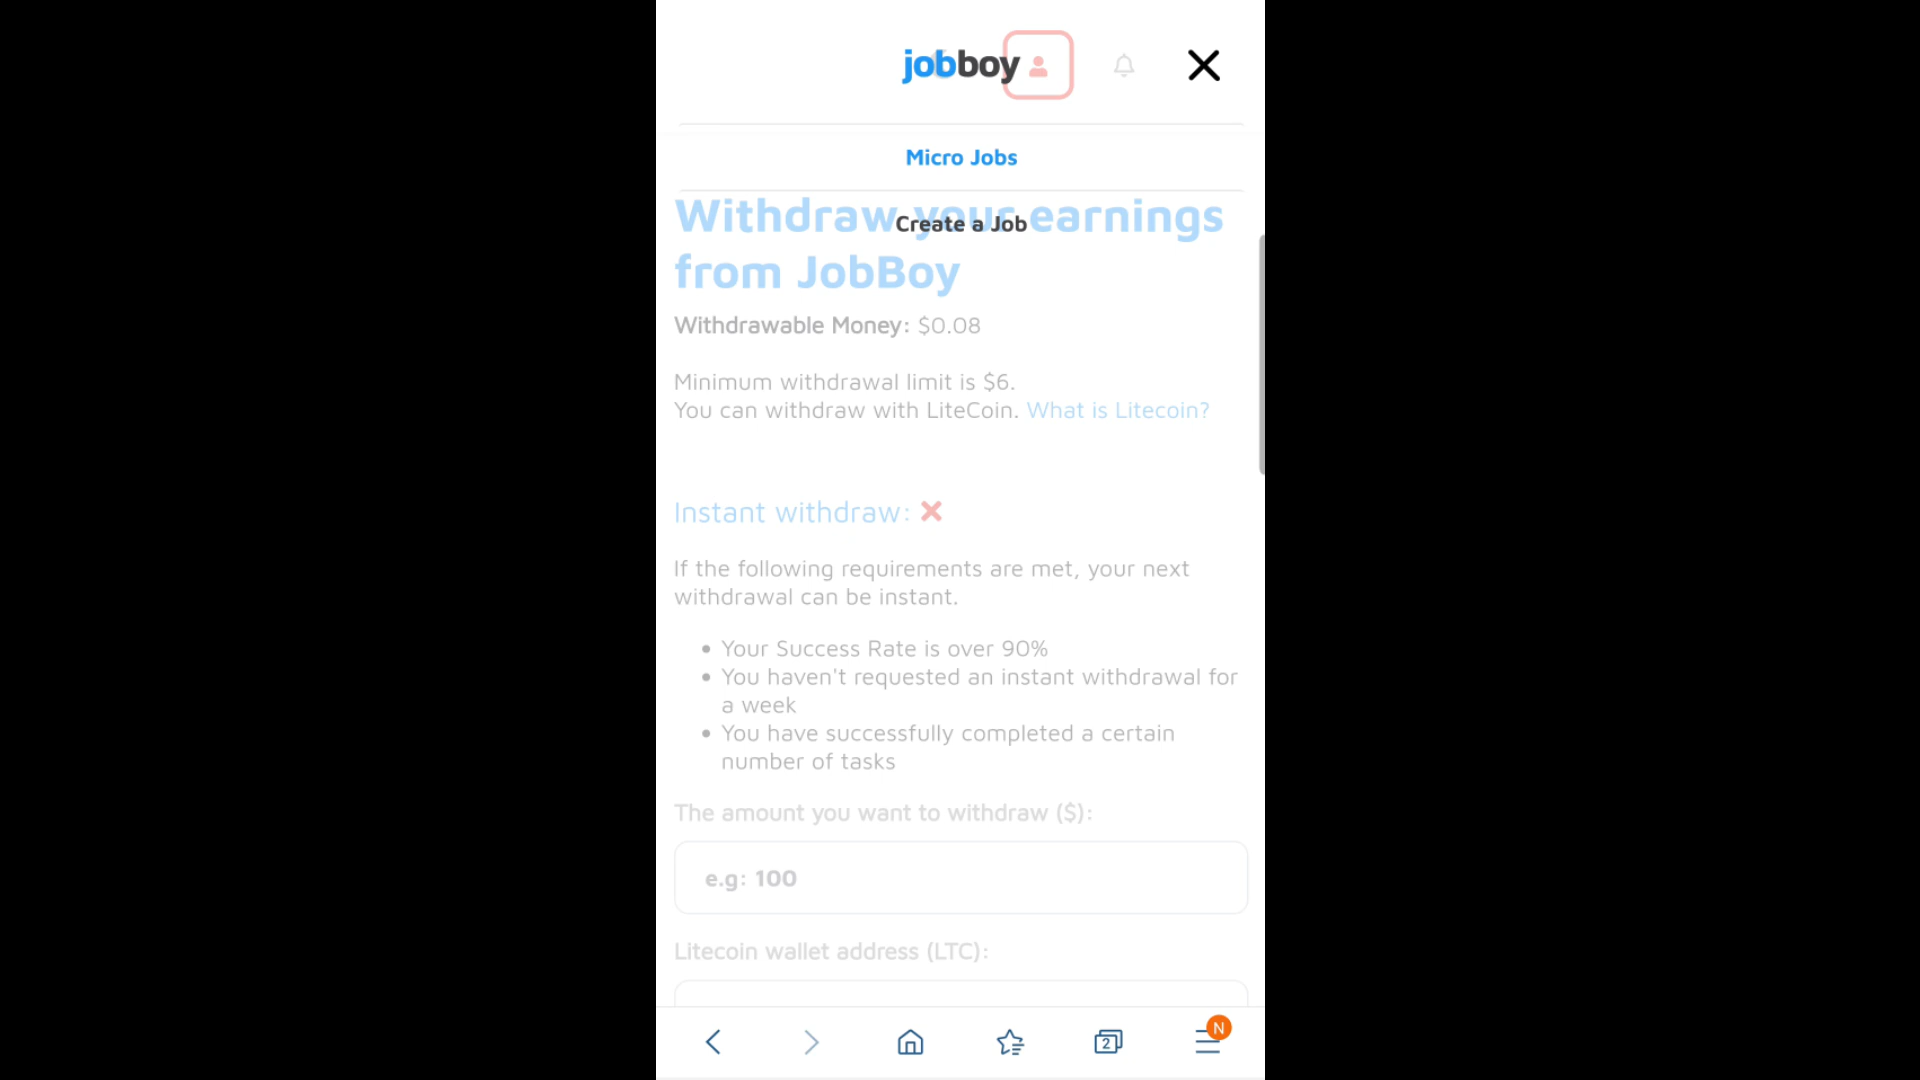 jobboy
Micro Jobs
Create a Job
Withdraw your earnings
from JobBoy
Withdrawable Money: $0.08
Minimum withdrawal limit is $6.
You can withdraw with LiteCoin. What is Litecoin?
Instant withdraw:
If the following requirements are met, your next
withdrawal can be instant.
Your Success Rate is over 90%
You haven't requested an instant withdrawal for
a week
You have successfully completed a certain
number of tasks
The amount you want to withdraw ($):
e.g: 100
Litecoin wallet address (LTC):
2
N